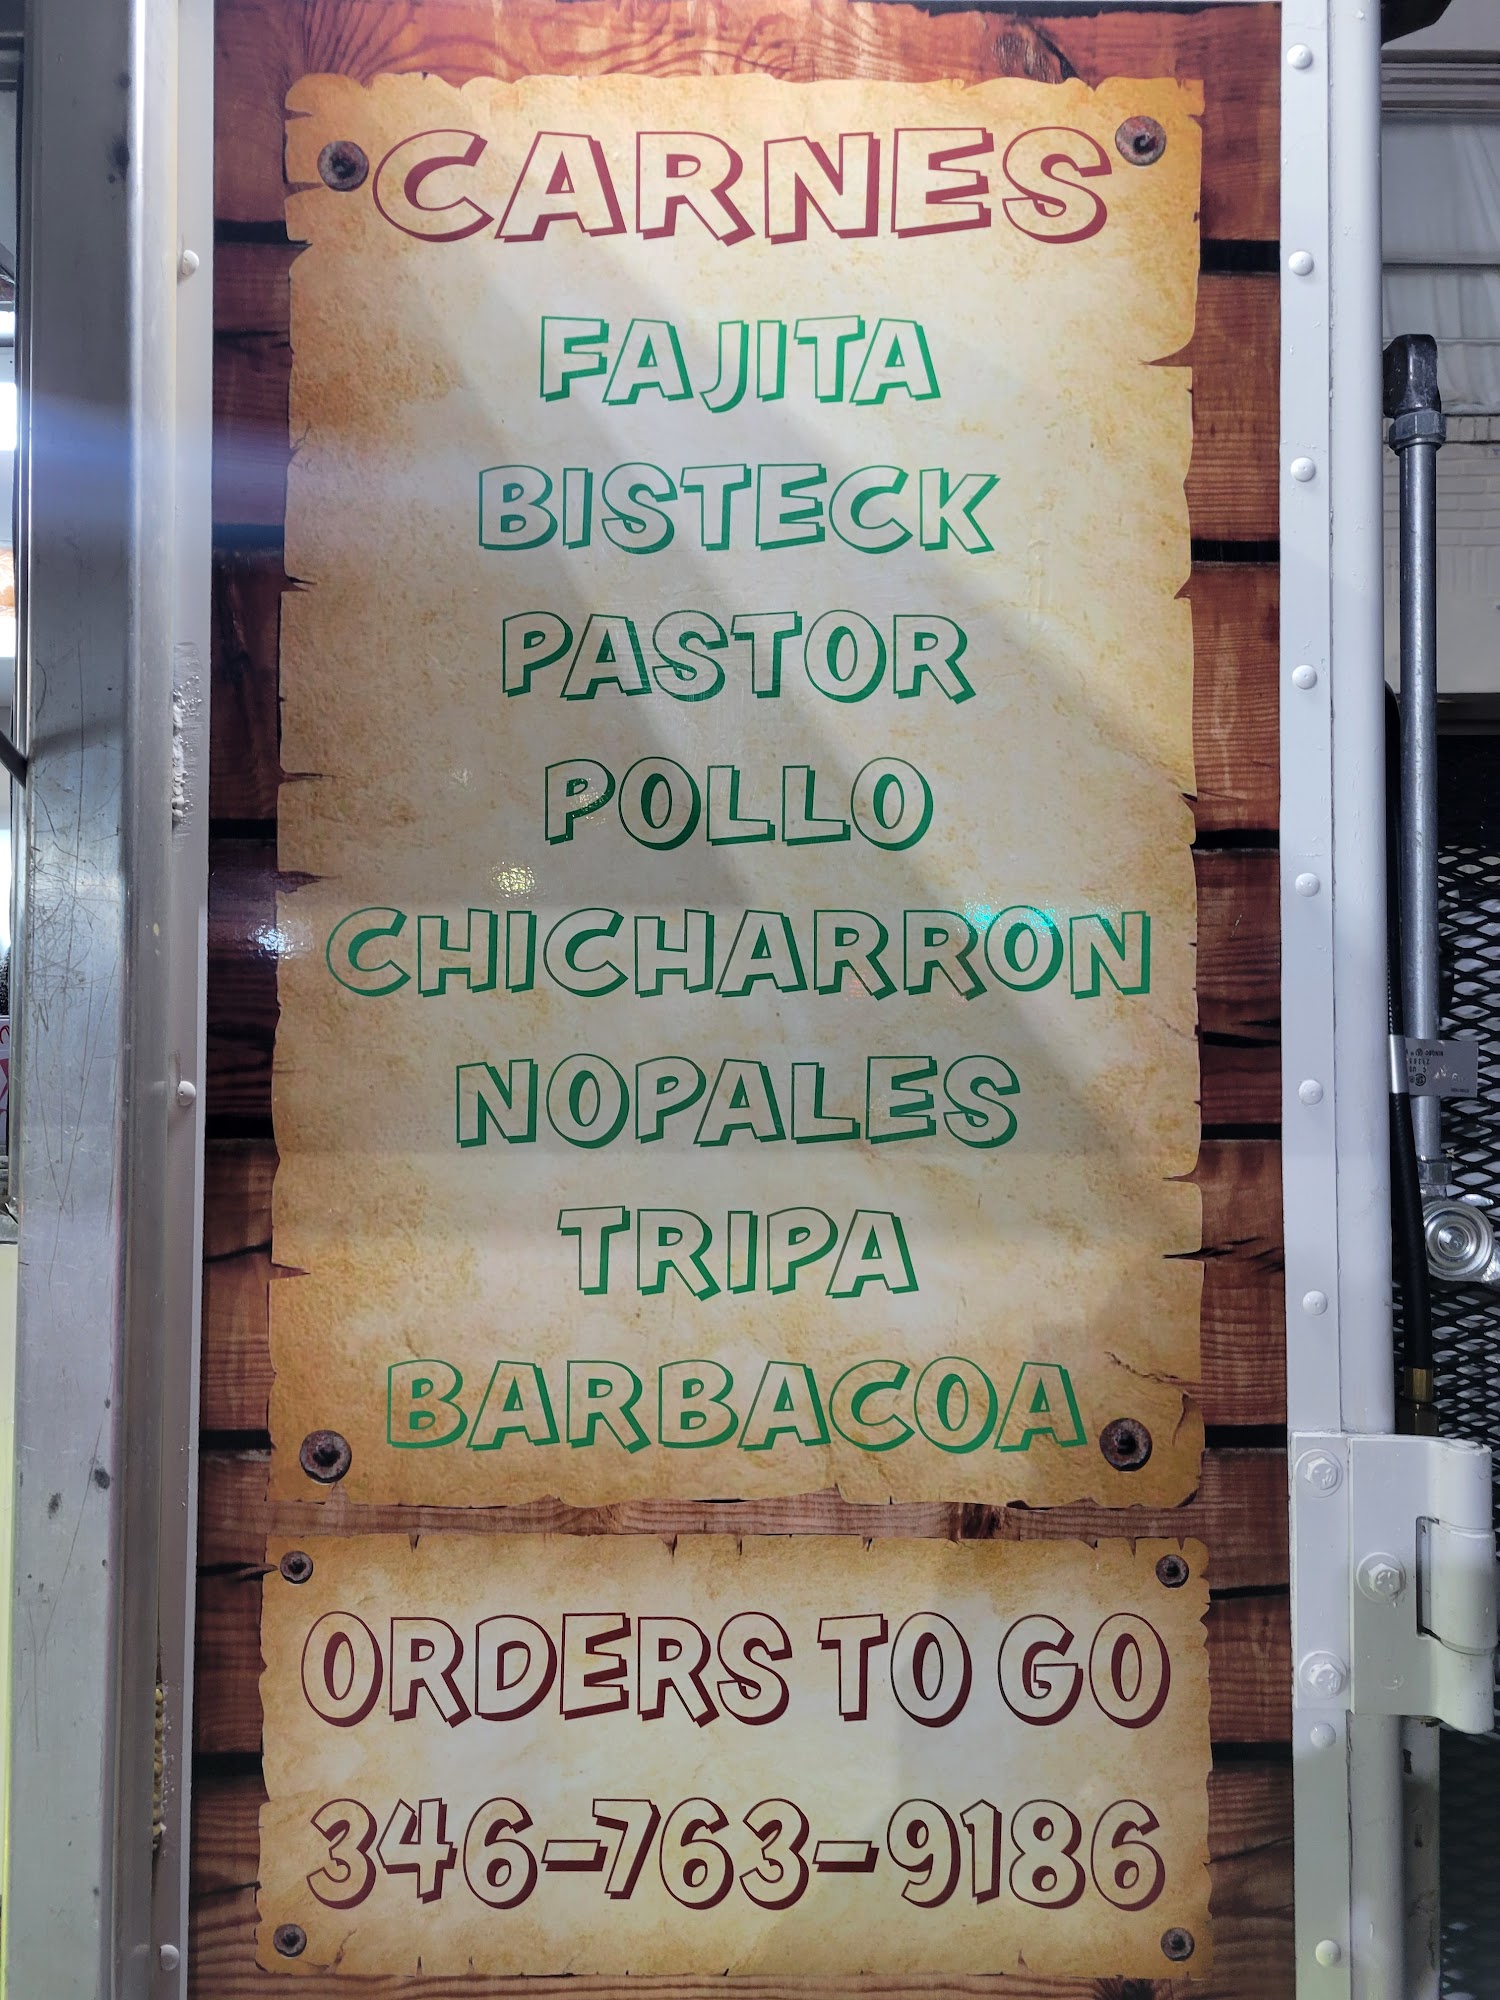 CARNES
FAJITA
BISTECK
PASTOR
POLLO
CHICHARRON
NOPALES
TRIPA
BARBACOA
ORDERS TO GO
346-763-9186